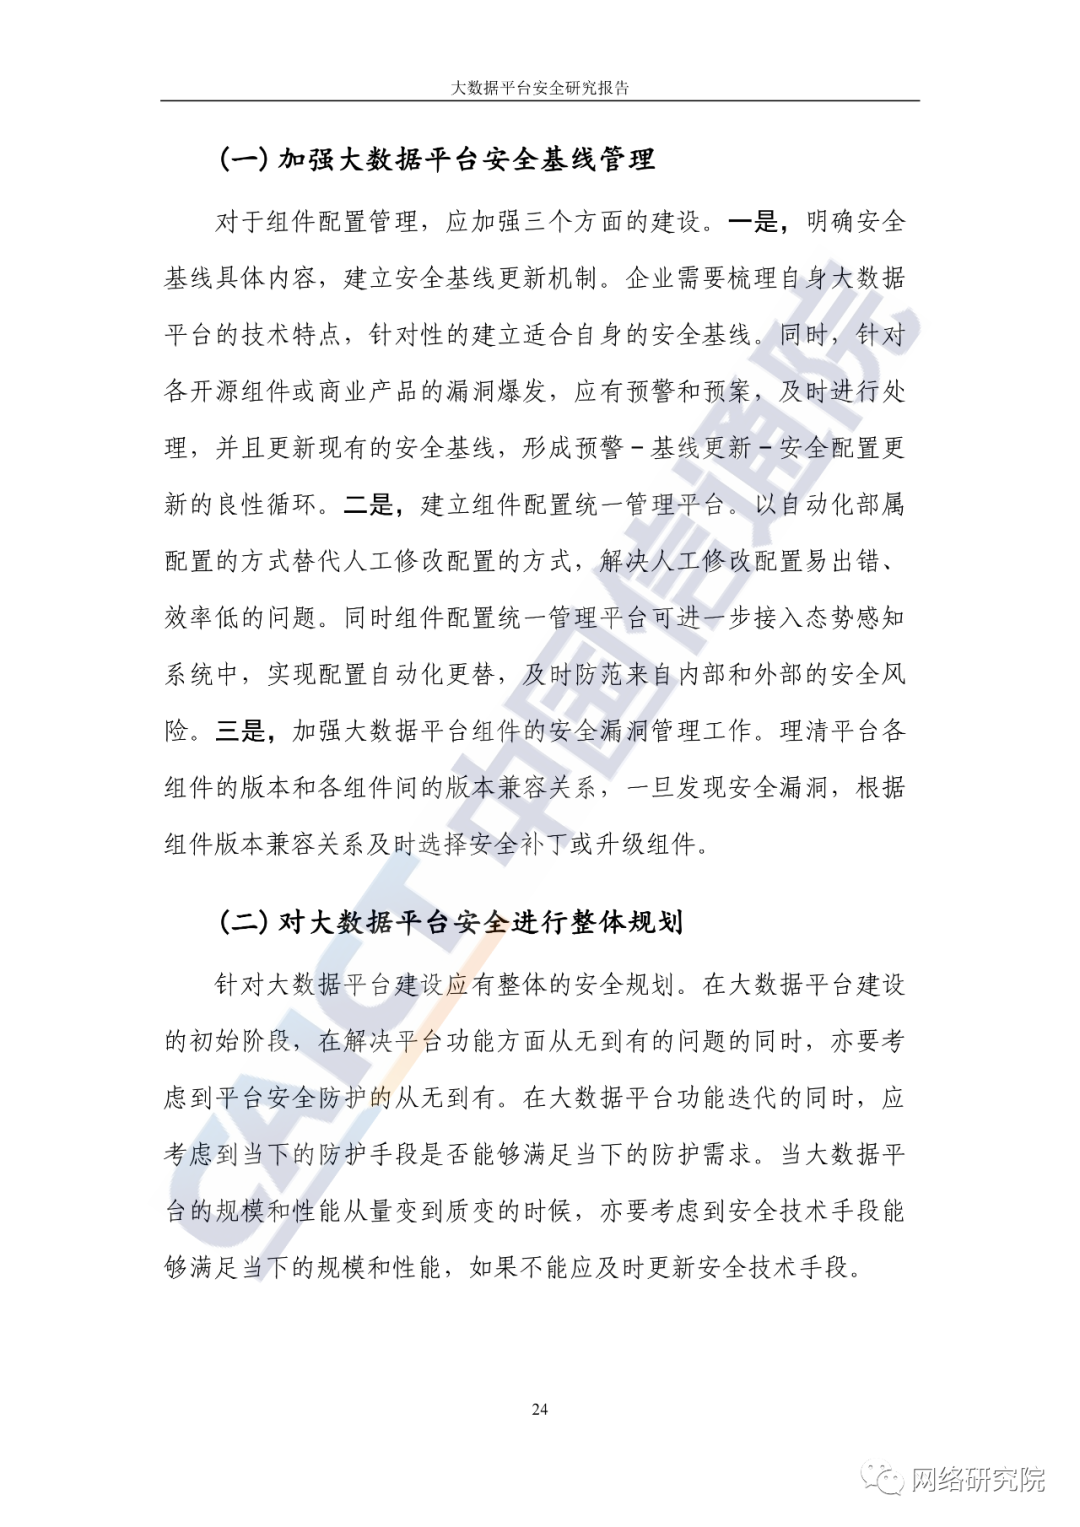 大数据平台安全研究报告
(一)加强大数据平台安全基线管理
对于组件配置管理，应加强三个方面的建设。一是，明确安全
基线具体内容，建立安全基线更新机制。企业需要梳理自身大数据
平台的技术特点，针对性的建立适合自身的安全基线。同时，针对
各开源组件或商业产品的漏洞爆发，应有预警和预案，及时进行处
理，并且更新现有的安全基线，形成预警－基线更新－安全配置更
新的良性循环。二是，建立组件配置统一管理平台。以自动化部属
配置的方式替代人工修改配置的方式，解决人工修改配置易出错、
效率低的问题。同时组件配置统一管理平台可进一步接入态势感知
系统中，实现配置自动化更替，及时防范来自内部和外部的安全风
险。三是，加强大数据平台组件的安全漏洞管理工作。理清平台各
组件的版本和各组件间的版本兼容关系，一旦发现安全漏洞，根据
组件版本兼容关系及时选择安全补丁或升级组件。
(二)对大数据平台安全进行整体规划
针对大数据平台建设应有整体的安全规划。在大数据平台建设
的初始阶段，在解决平台功能方面从无到有的问题的同时，亦要考
虑到平台安全防护的从无到有。在大数据平台功能迭代的同时，应
考虑到当下的防护手段是否能够满足当下的防护需求。当大数据平
台的规模和性能从量变到质变的时候，亦要考虑到安全技术手段能
够满足当下的规模和性能，如果不能应及时更新安全技术手段。
CAICT 中国信通院
24
网络研究院